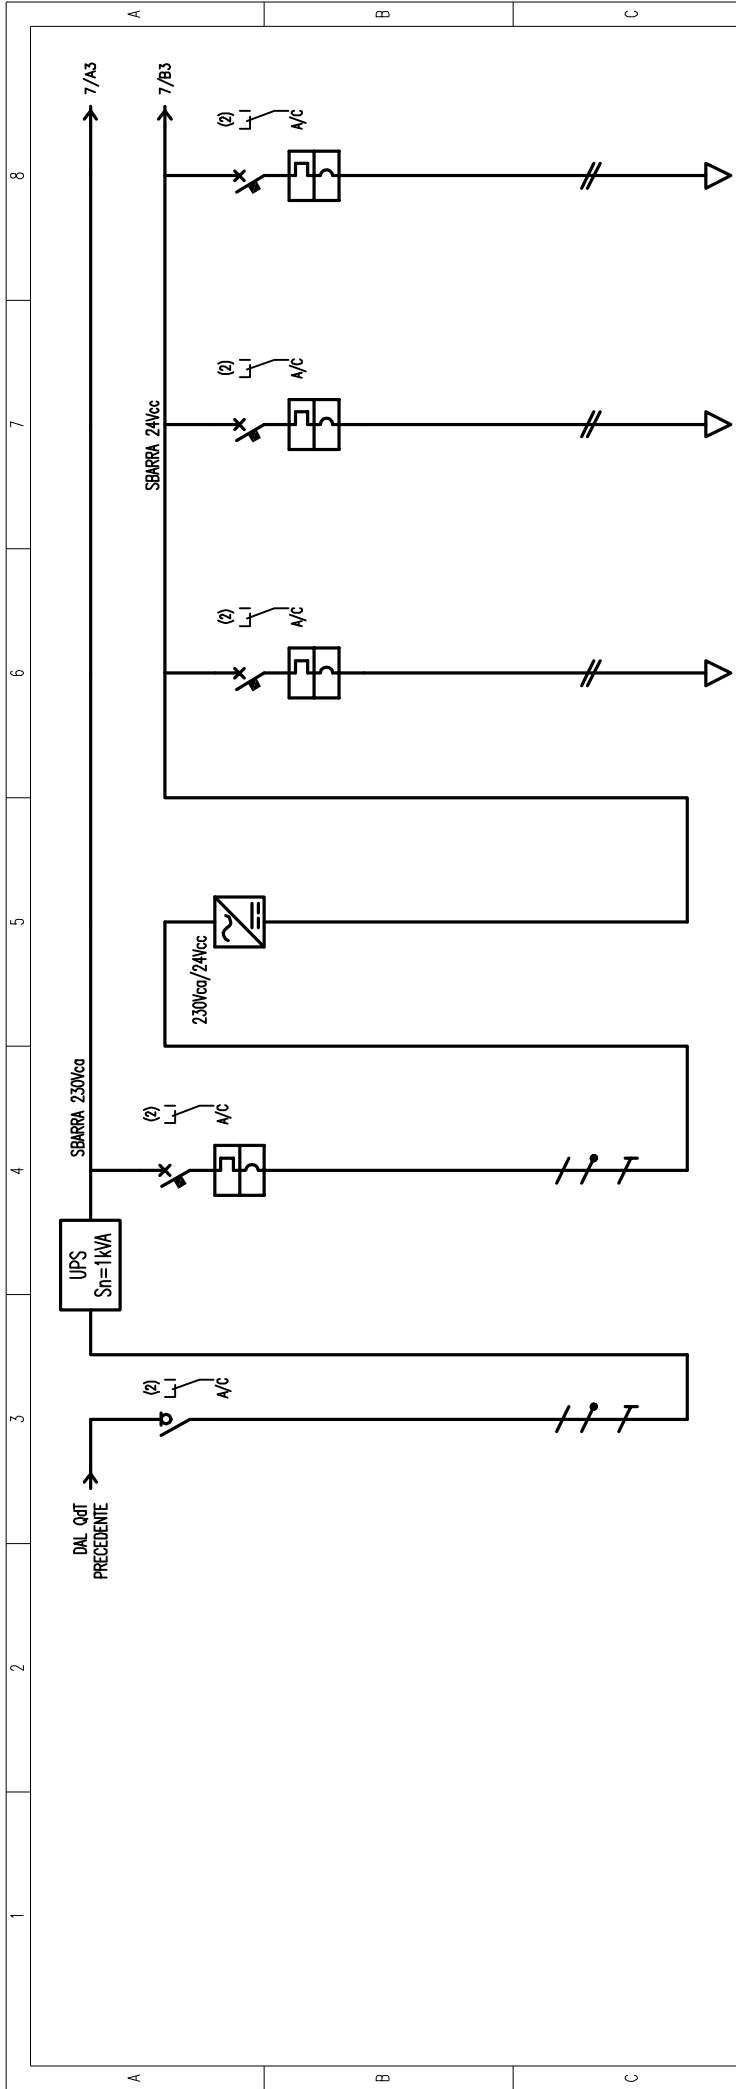 1
2
3
4
5
6
7
8
A
A
DAL QdT
PRECEDENTE
UPS
Sn=1kVA
SBARRA 230Vca
7/A3
SBARRA 24Vcc
7/B3
(2)
A/C
(2)
A/C
230Vca/24Vcc
(2)
A/C
(2)
A/C
(2)
A/C
B
B
C
C